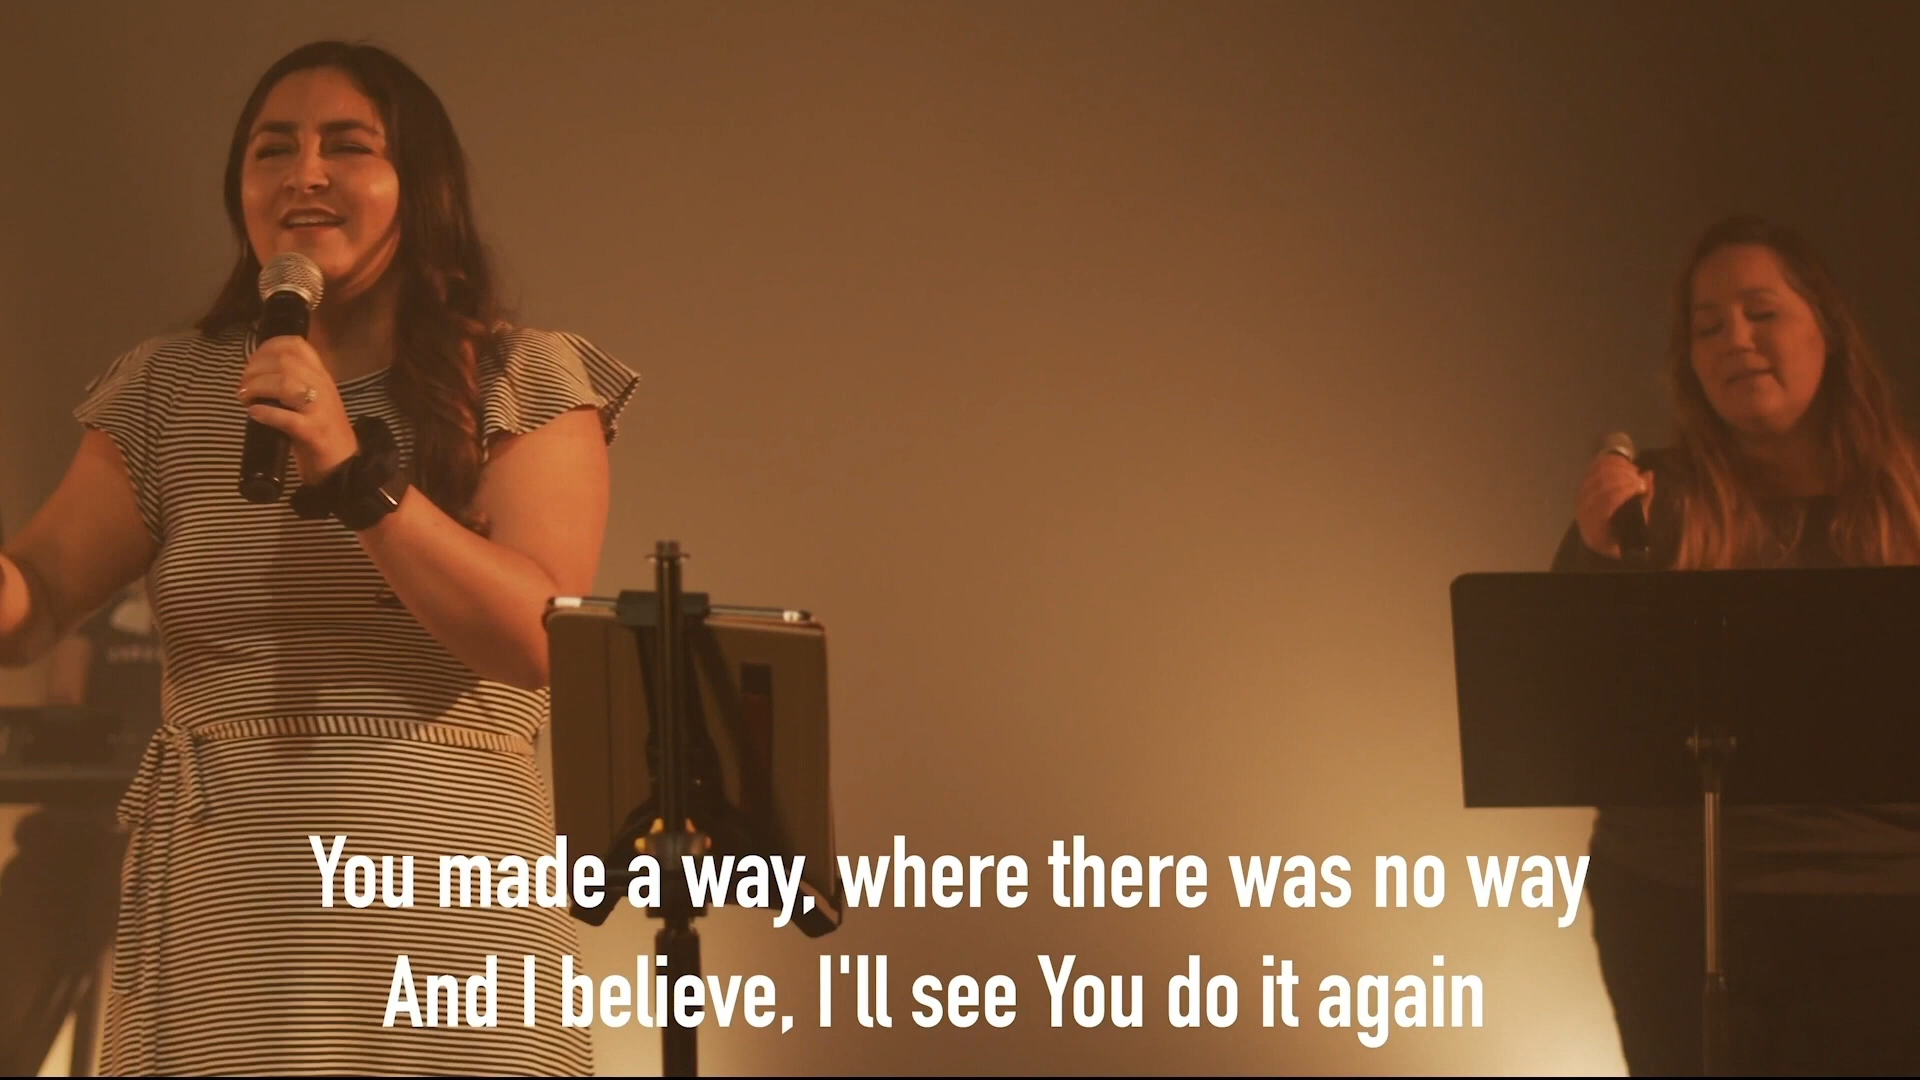 You made a way, where there was no way
And I believe, I'll see You do it again